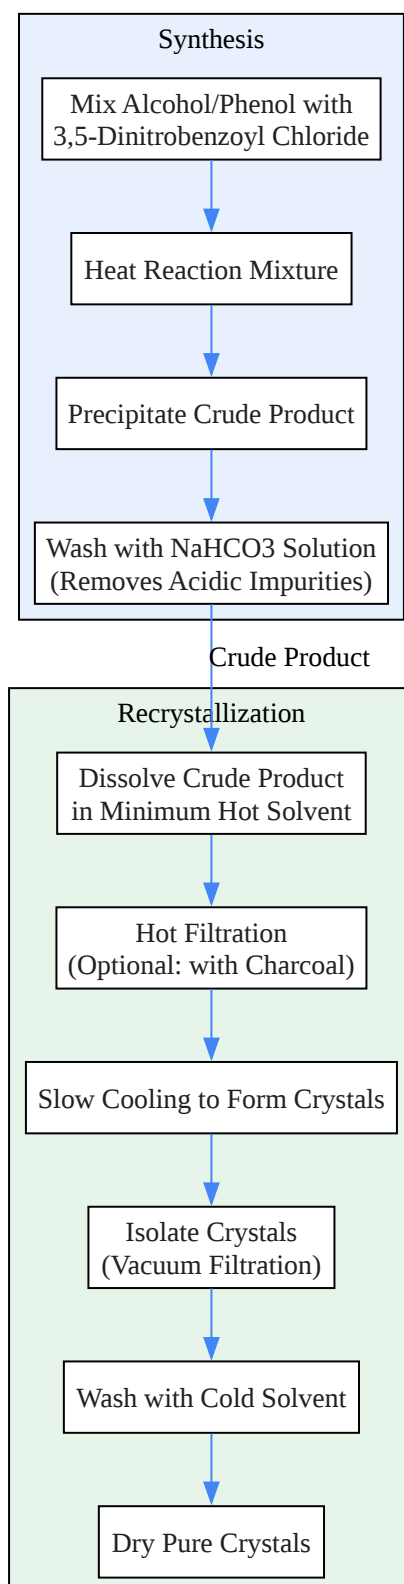 Synthesis
Mix Alcohol/Phenol with
3,5-Dinitrobenzoyl Chloride
Heat Reaction Mixture
Precipitate Crude Product
Wash with NaHCO3 Solution
(Removes Acidic Impurities)
Crude Product
Recrystallization
Dissolve Crude Product
in Minimum Hot Solvent
Hot Filtration
(Optional: with Charcoal)
Slow Cooling to Form Crystals
Isolate Crystals
(Vacuum Filtration)
Wash with Cold Solvent
Dry Pure Crystals